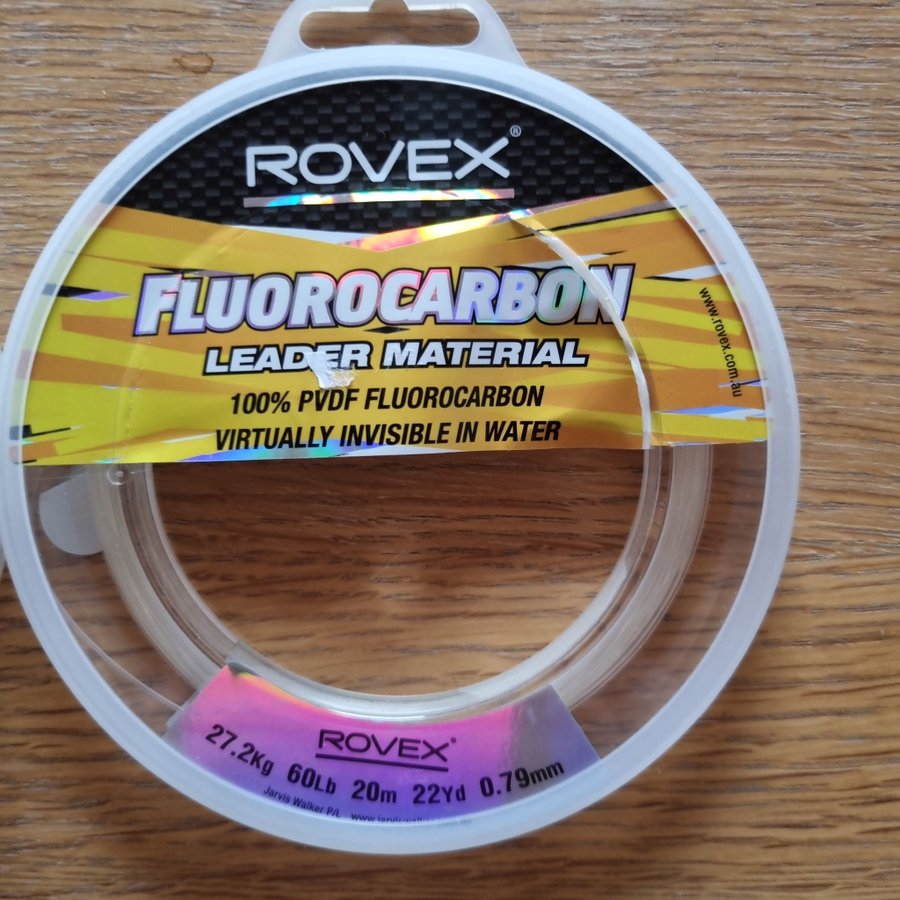 ROVEX®
FLUOROCARBON
LEADER MATERIAL
100% PVDF FLUOROCARBON
VIRTUALLY INVISIBLE IN WATER
www.rovex.com.au
ROVEX®
27.2Kg 60Lb 20m 22Yd 0.79mm
Jarvis Walker P/L